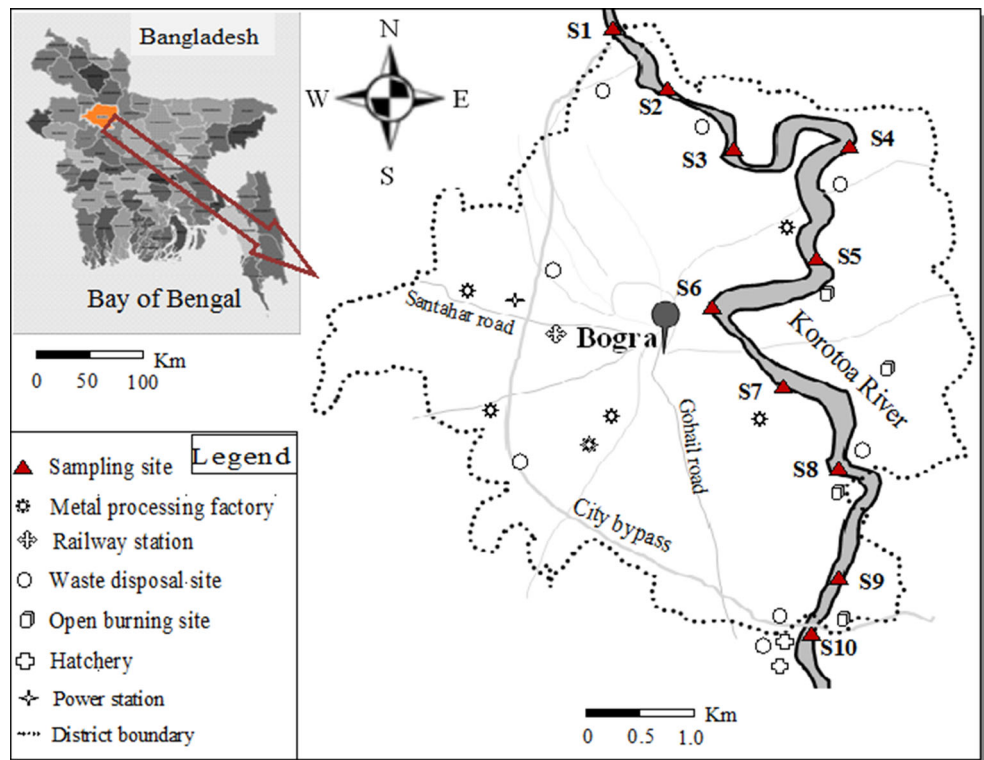 Bangladesh
Bay of Bengal
Km
0 50 100
N
W E
S
S1
S2
S3
S4
S5
S6
S7
S8
S9
S10
Santahar road
Bogra
Korotoa River
Gohail road
City bypass
Km
0 0.5 1.0
Legend
Sampling site
Metal processing factory
Railway station
Waste disposal site
Open burning site
Hatchery
Power station
District boundary